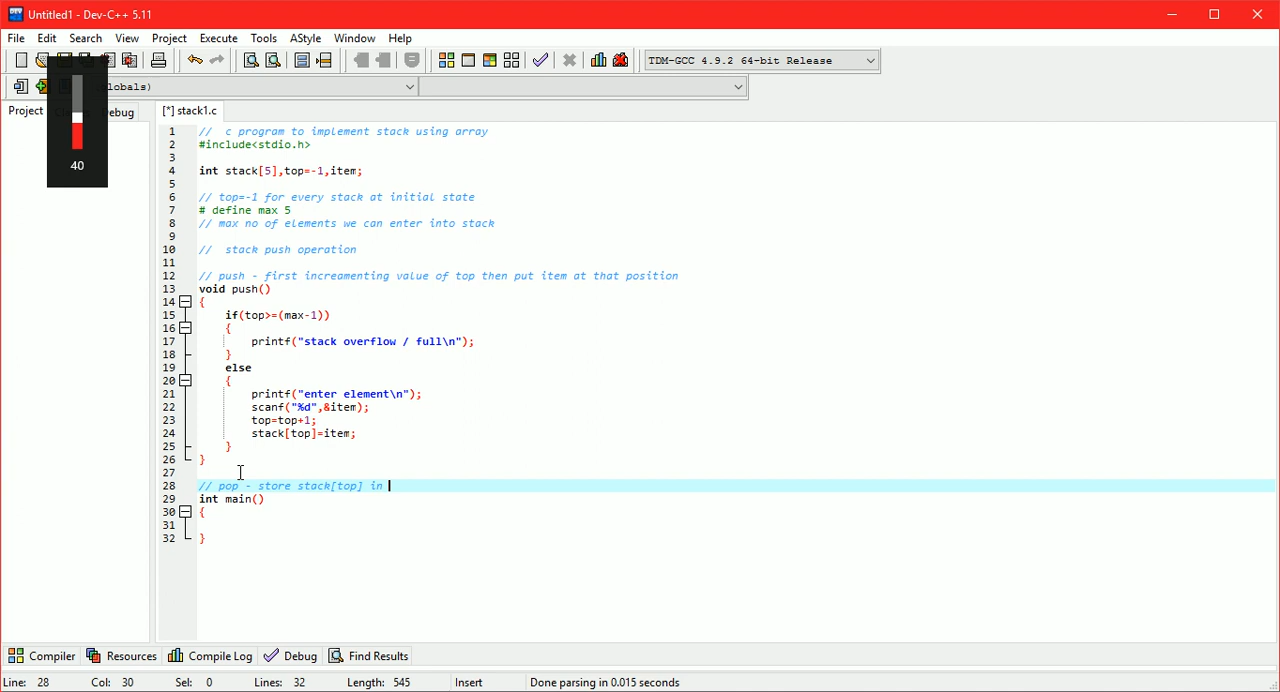 Untitled1 - Dev-C++ 5.11
File Edit Search View Project Execute Tools AStyle Window Help
TDM-GCC 4.9.2 64-bit Release
lobals)
Project ebug [*] stack1.c
40
1 // c program to implement stack using array
2 #include<stdio.h>
3
4 int stack[5],top=-1,item;
5
6 // top=-1 for every stack at initial state
7 # define max 5
8 // max no of elements we can enter into stack
9
10 // stack push operation
11
12 // push - first increamenting value of top then put item at that position
13 void push()
14 {
15 if(top>=(max-1))
16 {
17 printf("stack overflow / full\n");
18 }
19 else
20 {
21 printf("enter element\n");
22 scanf("%d",&item);
23 top=top+1;
24 stack[top]=item;
25 }
26 }
27
28 // pop - store stack[top] in
29 int main()
30 {
31
32 }
Compiler Resources Compile Log Debug Find Results
Line: 28 Col: 30 Sel: 0 Lines: 32 Length: 545 Insert Done parsing in 0.015 seconds